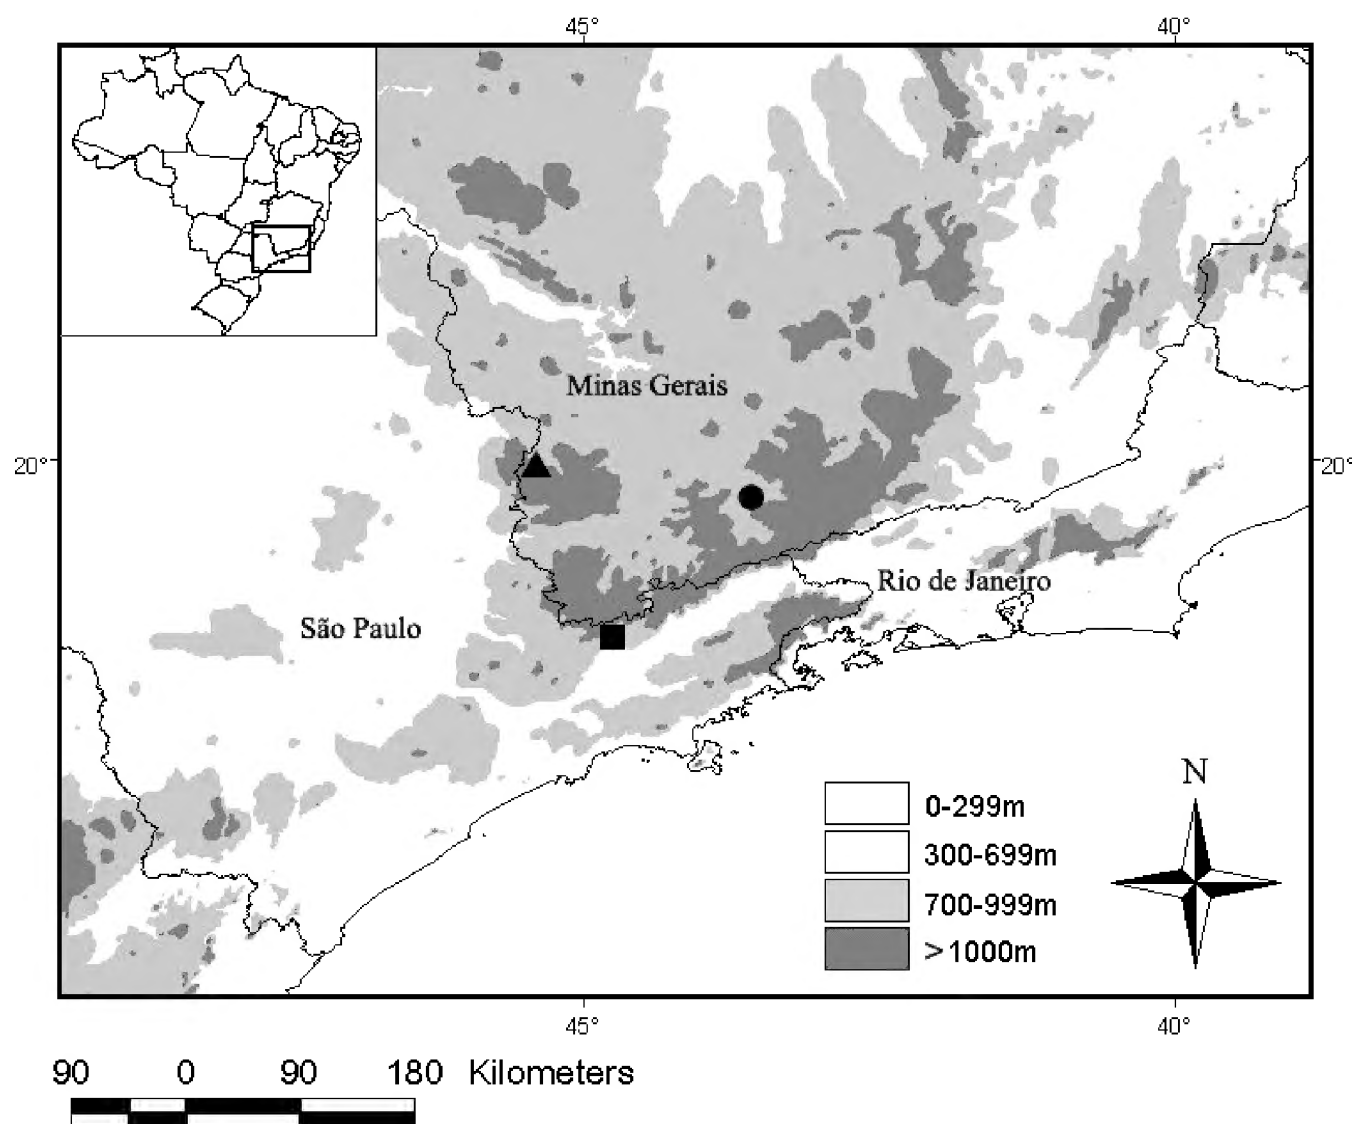 45° 40°
Minas Gerais
20° 20°
Rio de Janeiro
São Paulo
N
0-299m
300-699m
700-999m
>1000m
45° 40°
90 0 90 180 Kilometers